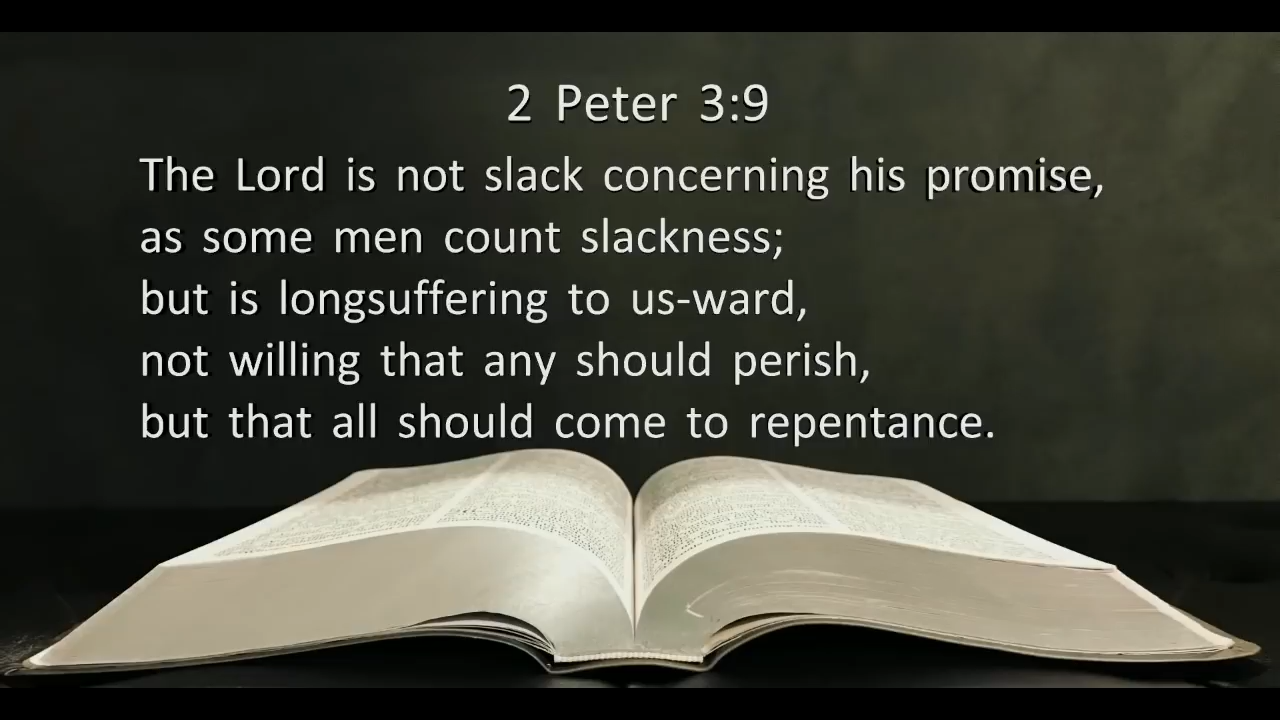 2 Peter 3:9
The Lord is not slack concerning his promise,
as some men count slackness;
but is longsuffering to us-ward,
not willing that any should perish,
but that all should come to repentance.